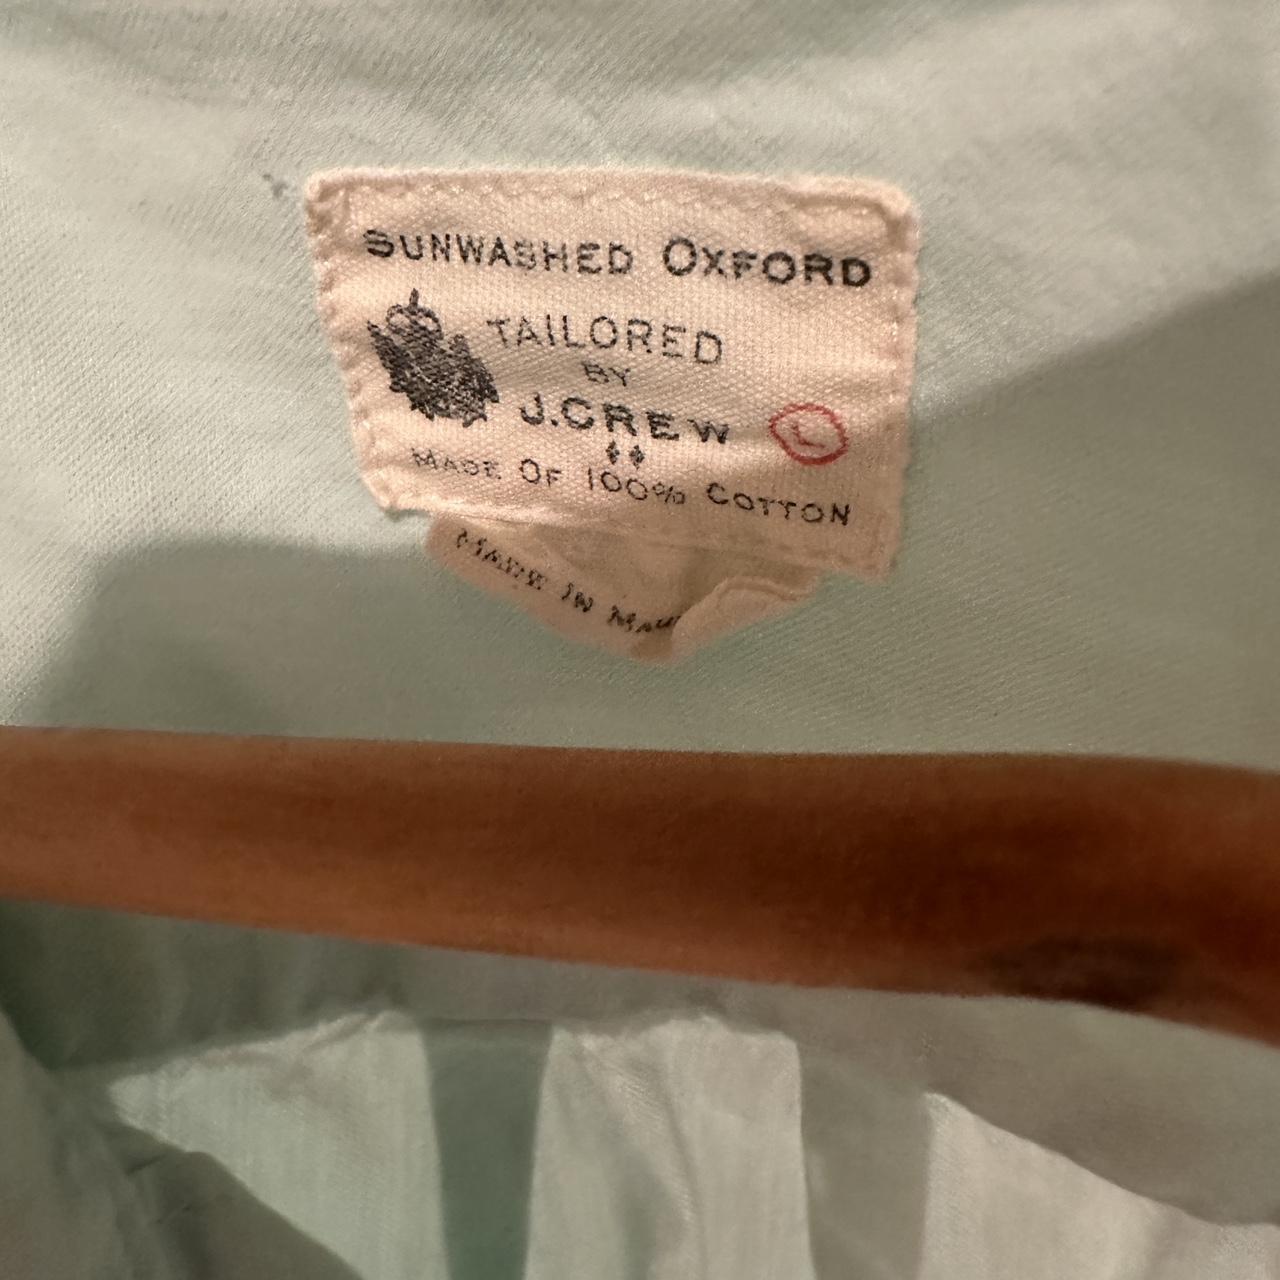 SUNWASHED OXFORD
TAILORED
BY
J.CREW
L
MADE OF 100% COTTON
MADE IN